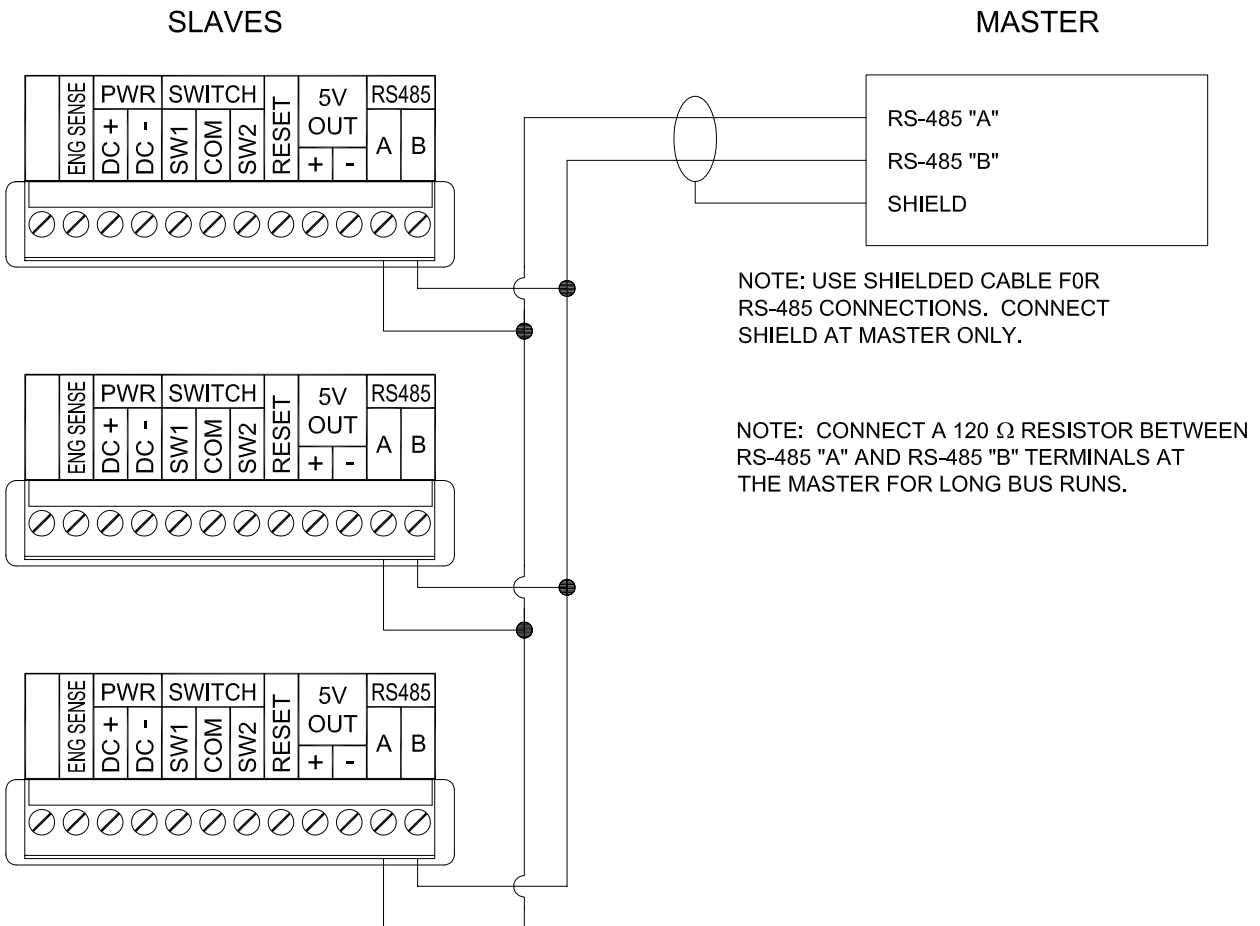 SLAVES
MASTER
ENG SENSE
PWR
DC +
DC -
SWITCH
SW1
COM
SW2
RESET
5V
OUT
+
-
RS485
A
B
RS-485 "A"
RS-485 "B"
SHIELD
NOTE: USE SHIELDED CABLE F0R
RS-485 CONNECTIONS. CONNECT
SHIELD AT MASTER ONLY.
ENG SENSE
PWR
DC +
DC -
SWITCH
SW1
COM
SW2
RESET
5V
OUT
+
-
RS485
A
B
NOTE: CONNECT A 120 Ω RESISTOR BETWEEN
RS-485 "A" AND RS-485 "B" TERMINALS AT
THE MASTER FOR LONG BUS RUNS.
ENG SENSE
PWR
DC +
DC -
SWITCH
SW1
COM
SW2
RESET
5V
OUT
+
-
RS485
A
B